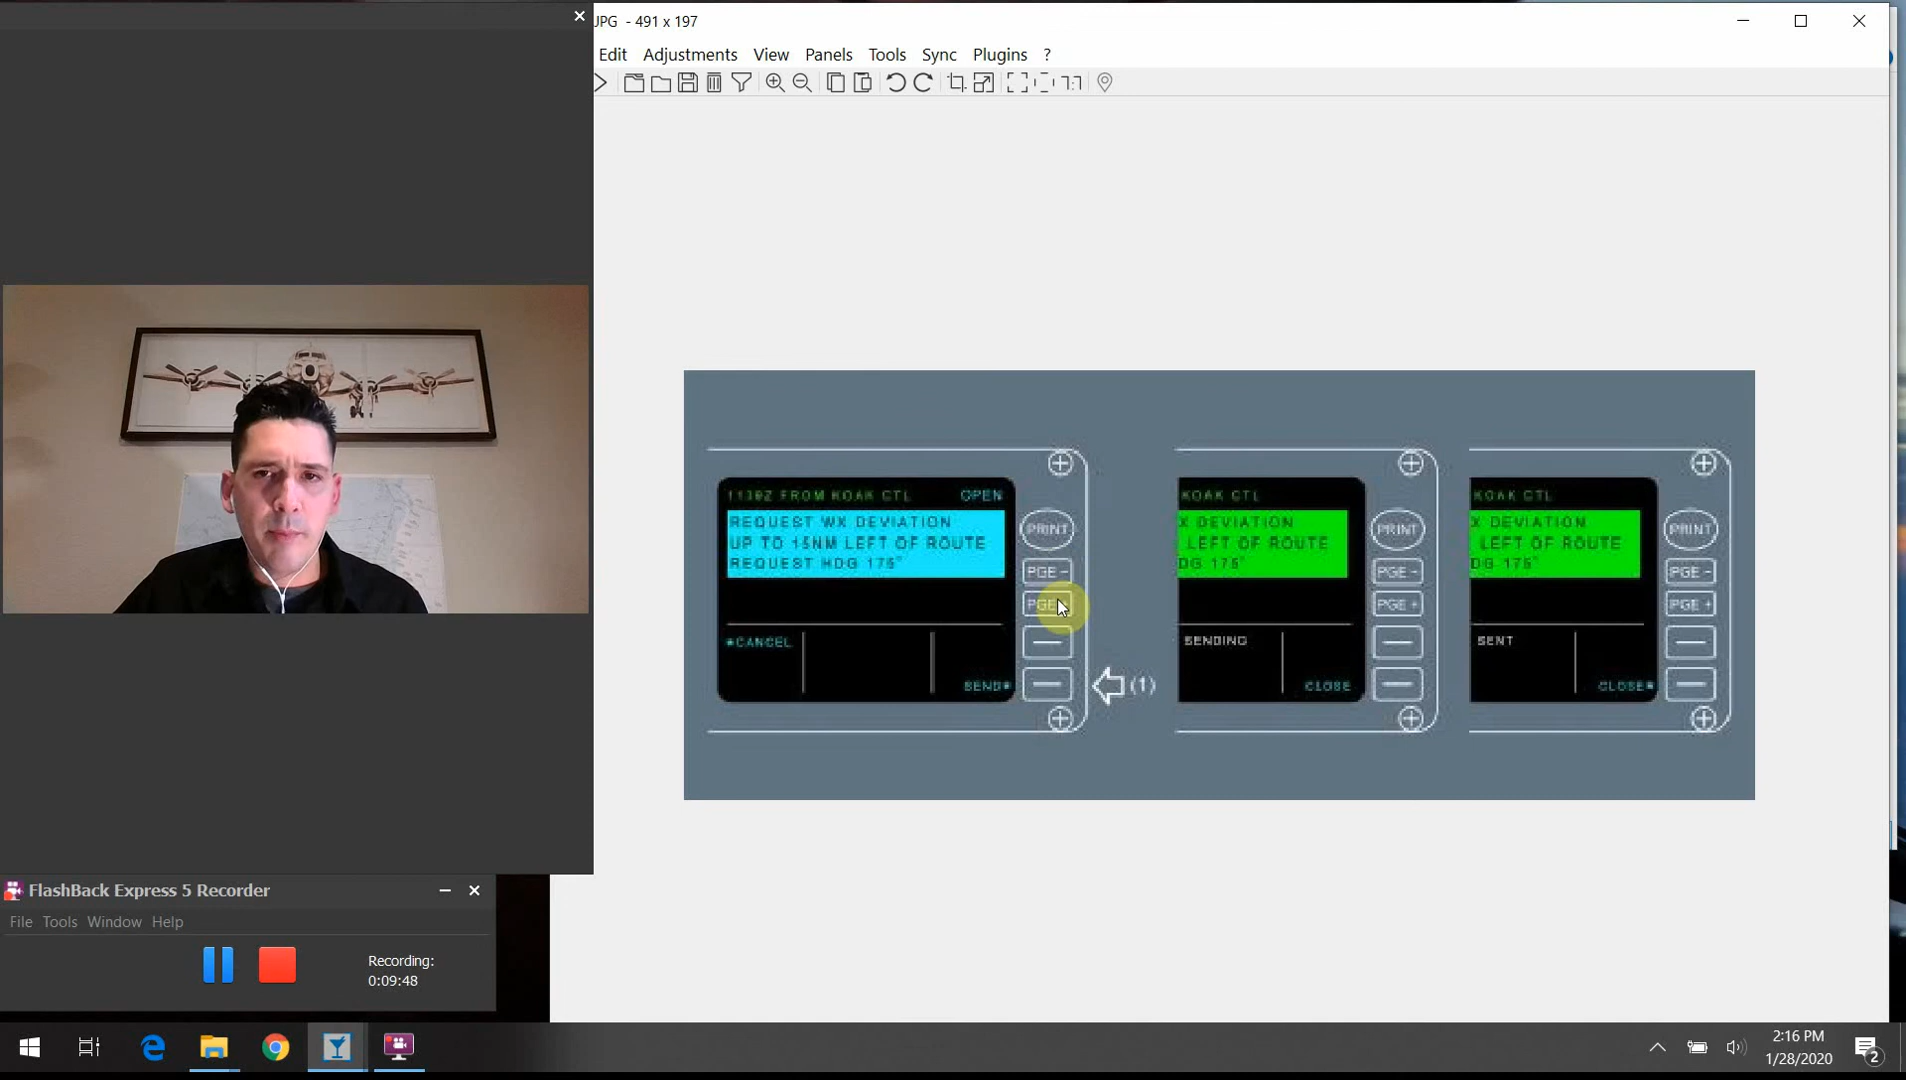 JPG - 491 x 197
Edit Adjustments View Panels Tools Sync Plugins ?
1139Z FROM KOAK CTL OPEN
REQUEST WX DEVIATION
UP TO 15NM LEFT OF ROUTE
REQUEST HDG 175°
PRINT
PGE -
PGE
*CANCEL
SEND*
(1)
KOAK CTL
X DEVIATION
LEFT OF ROUTE
DG 175°
PRINT
PGE -
PGE +
SENDING
CLOSE
KOAK CTL
X DEVIATION
LEFT OF ROUTE
DG 175°
PRINT
PGE -
PGE +
SENT
CLOSE*
FlashBack Express 5 Recorder
File Tools Window Help
Recording:
0:09:48
2:16 PM
1/28/2020
2